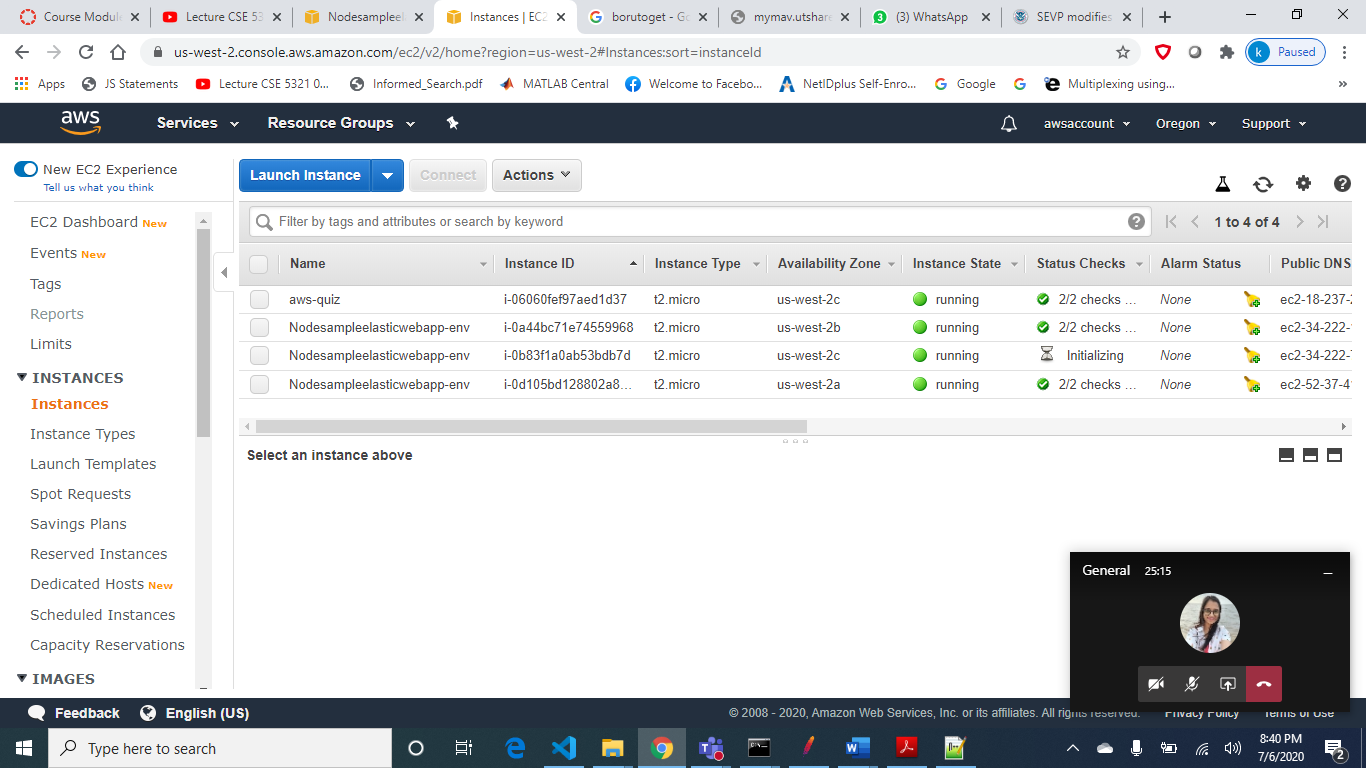 Course Module
Lecture CSE 53
Nodesampleel
Instances | EC2
borutoget - Go
mymav.utshare
(3) WhatsApp
SEVP modifies
us-west-2.console.aws.amazon.com/ec2/v2/home?region=us-west-2#Instances:sort=instanceId
k Paused
Apps JS Statements Lecture CSE 5321 0... Informed_Search.pdf MATLAB Central Welcome to Facebo... NetIDplus Self-Enro... Google Multiplexing using... »
aws Services Resource Groups awsaccount Oregon Support
New EC2 Experience
Tell us what you think
EC2 Dashboard New
Events New
Tags
Reports
Limits
INSTANCES
Instances
Instance Types
Launch Templates
Spot Requests
Savings Plans
Reserved Instances
Dedicated Hosts New
Scheduled Instances
Capacity Reservations
IMAGES
Launch Instance Connect Actions
Filter by tags and attributes or search by keyword
1 to 4 of 4
Name Instance ID Instance Type Availability Zone Instance State Status Checks Alarm Status Public DNS
aws-quiz i-06060fef97aed1d37 t2.micro us-west-2c running 2/2 checks ... None ec2-18-237-
Nodesampleelasticwebapp-env i-0a44bc71e74559968 t2.micro us-west-2b running 2/2 checks ... None ec2-34-222-
Nodesampleelasticwebapp-env i-0b83f1a0ab53bdb7d t2.micro us-west-2c running Initializing None ec2-34-222-
Nodesampleelasticwebapp-env i-0d105bd128802a8... t2.micro us-west-2a running 2/2 checks ... None ec2-52-37-4
Select an instance above
General 25:15
Feedback English (US)
© 2008 - 2020, Amazon Web Services, Inc. or its affiliates. All rights reserved. Privacy Policy Terms of Use
Type here to search
8:40 PM
7/6/2020
2